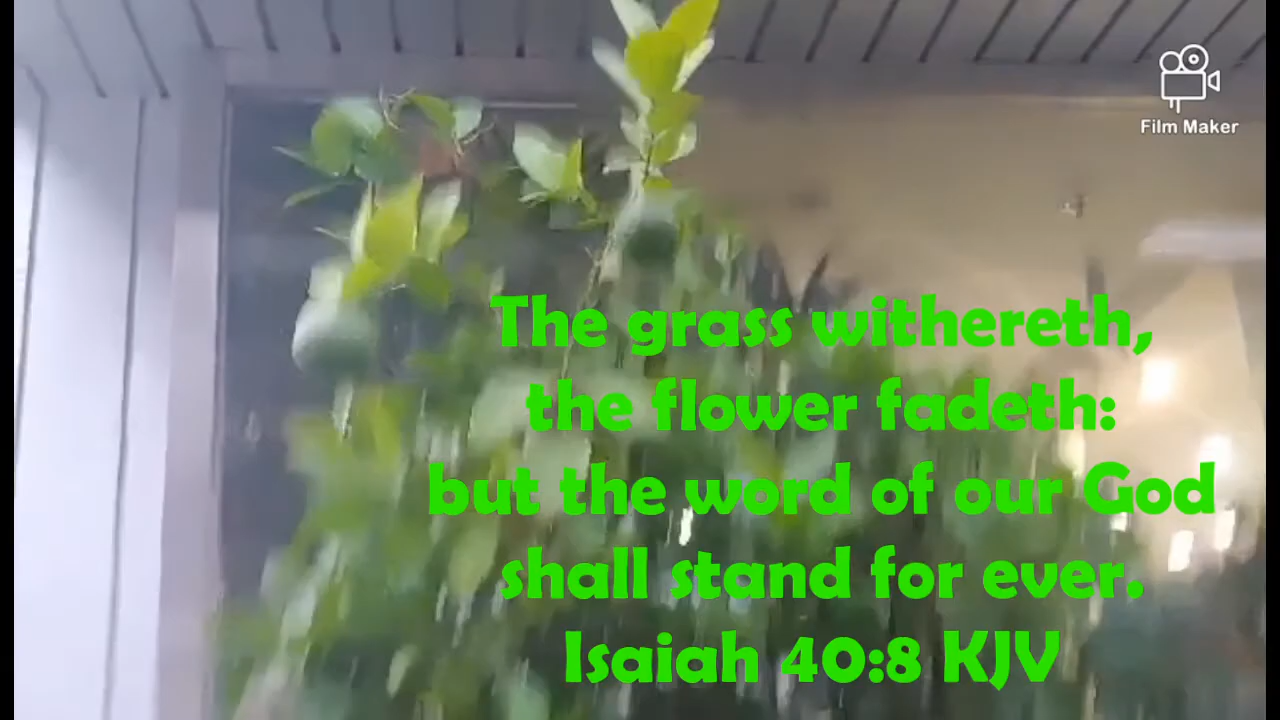 Film Maker
The grass withereth,
the flower fadeth:
but the word of our God
shall stand for ever.
Isaiah 40:8 KJV